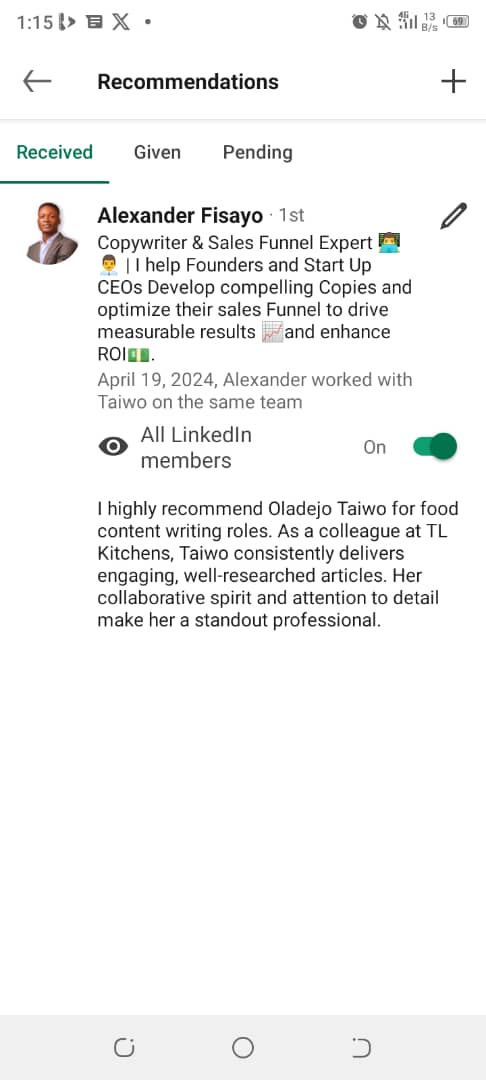 1:15
4G 13 B/s 69
Recommendations
Received Given Pending
Alexander Fisayo · 1st
Copywriter & Sales Funnel Expert 👨‍💻
👨‍💼 | I help Founders and Start Up
CEOs Develop compelling Copies and
optimize their sales Funnel to drive
measurable results 📈and enhance
ROI💵.
April 19, 2024, Alexander worked with
Taiwo on the same team
All LinkedIn
members
On
I highly recommend Oladejo Taiwo for food
content writing roles. As a colleague at TL
Kitchens, Taiwo consistently delivers
engaging, well-researched articles. Her
collaborative spirit and attention to detail
make her a standout professional.